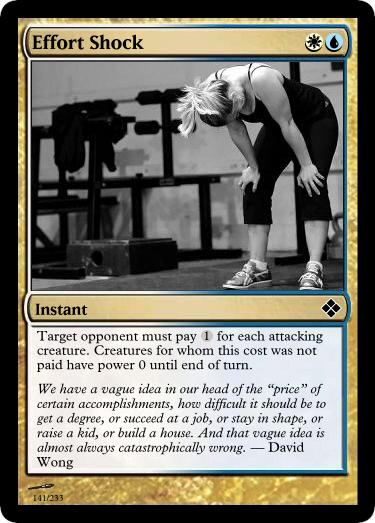 Effort Shock
Instant
Target opponent must pay 1 for each attacking
creature. Creatures for whom this cost was not
paid have power 0 until end of turn.
We have a vague idea in our head of the “price” of
certain accomplishments, how difficult it should be to
get a degree, or succeed at a job, or stay in shape, or
raise a kid, or build a house. And that vague idea is
almost always catastrophically wrong. — David
Wong
141/233